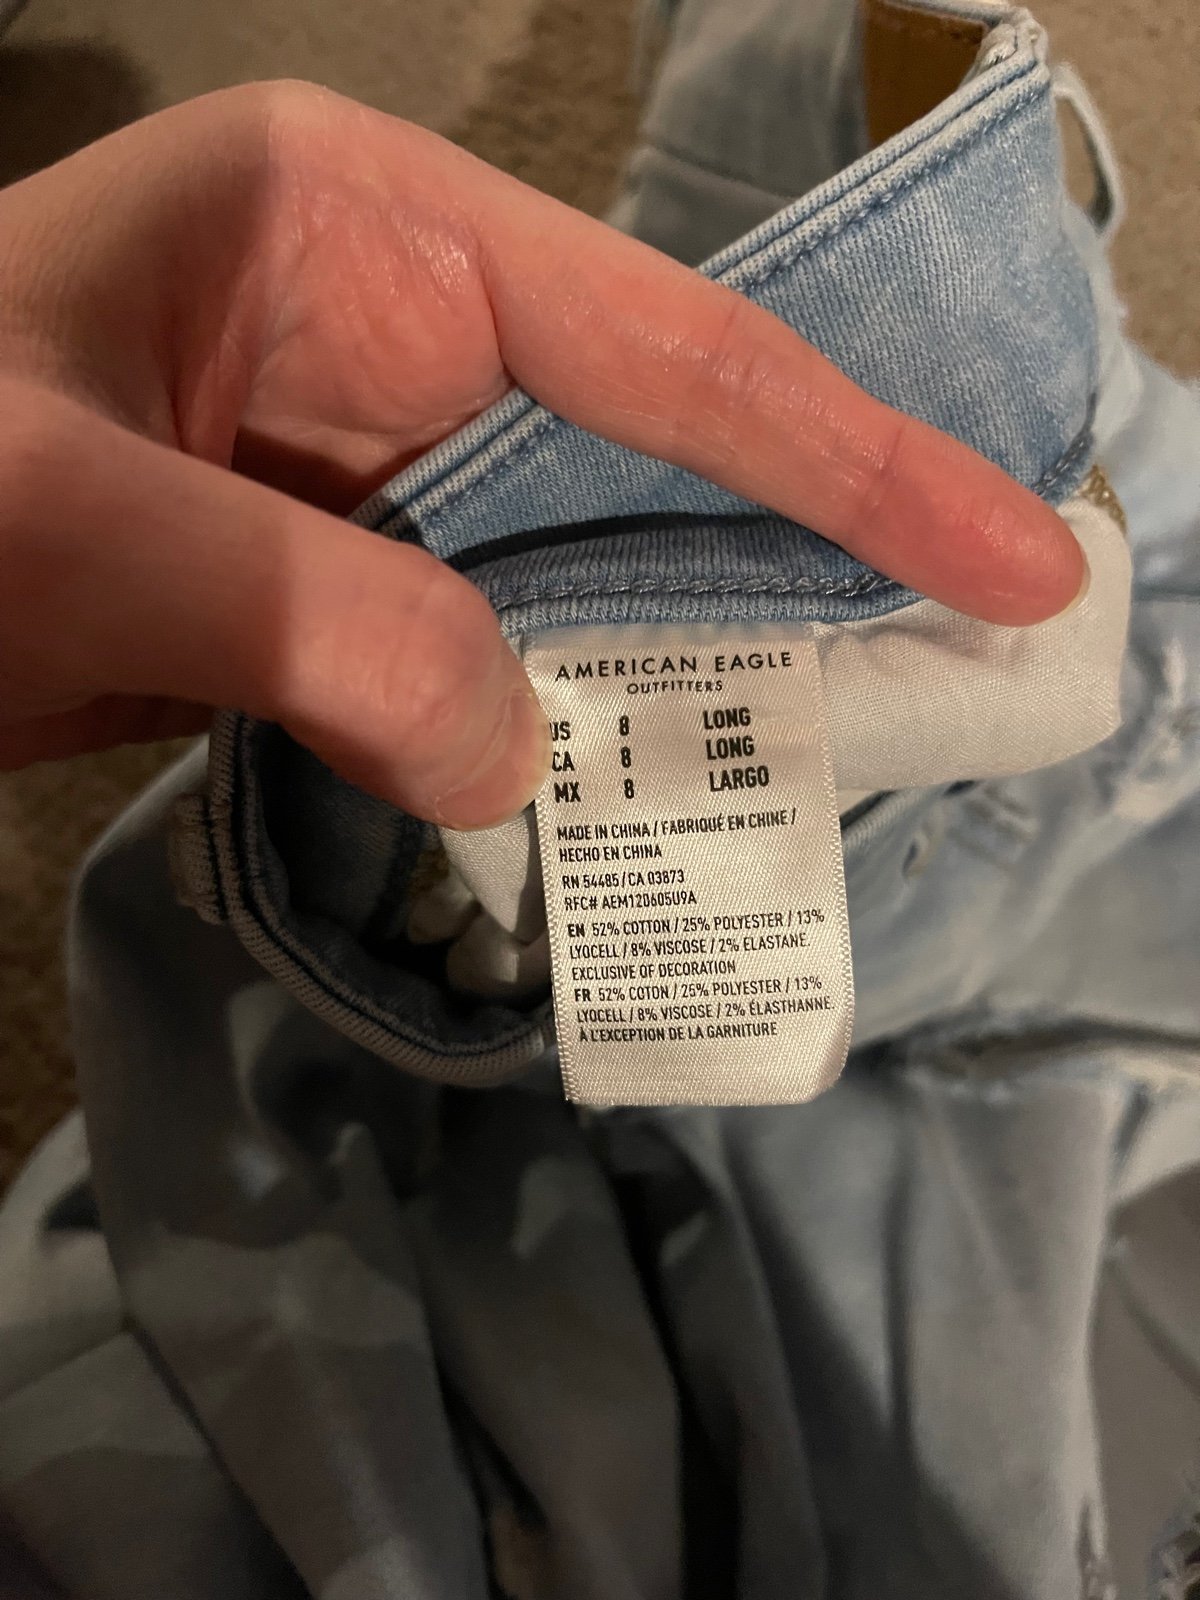 AMERICAN EAGLE
OUTFITTERS
US 8 LONG
CA 8 LONG
MX 8 LARGO
MADE IN CHINA / FABRIQUÉ EN CHINE /
HECHO EN CHINA
RN 54485 / CA 03873
RFC# AEM120605U9A
EN 52% COTTON / 25% POLYESTER / 13%
LYOCELL / 8% VISCOSE / 2% ELASTANE.
EXCLUSIVE OF DECORATION
FR 52% COTON / 25% POLYESTER / 13%
LYOCELL / 8% VISCOSE / 2% ÉLASTHANNE.
À L'EXCEPTION DE LA GARNITURE